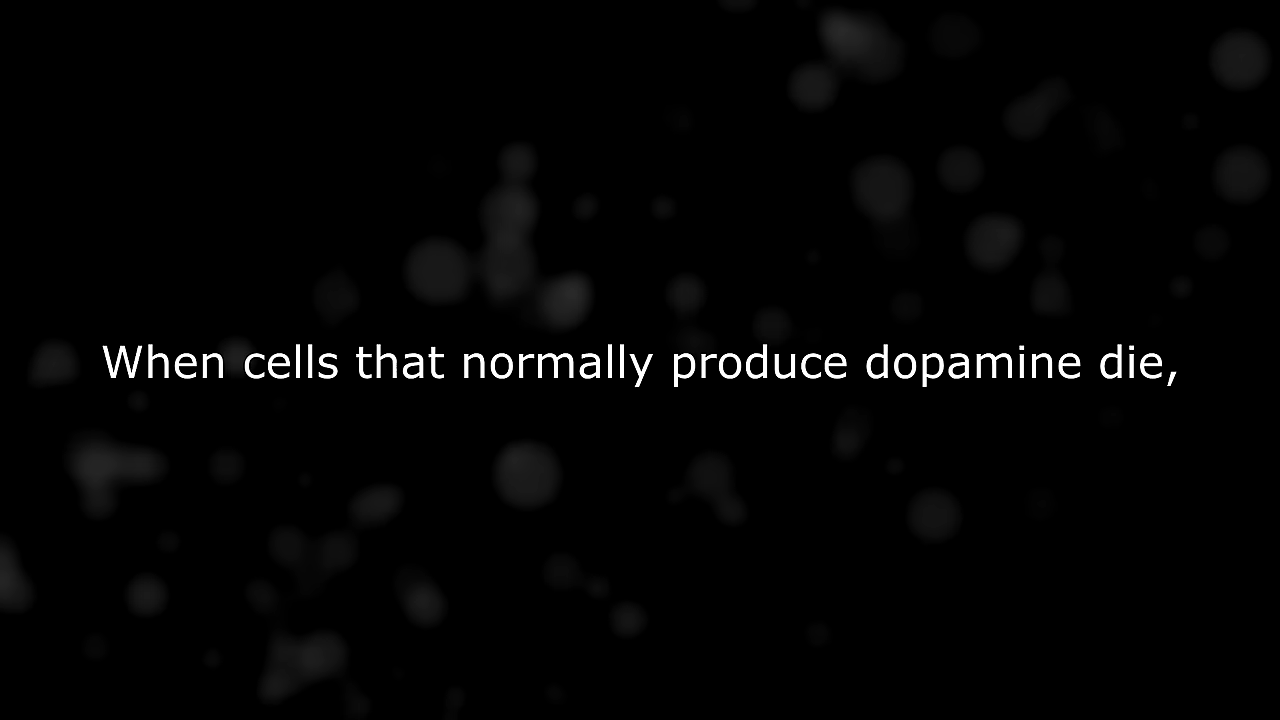 When cells that normally produce dopamine die,